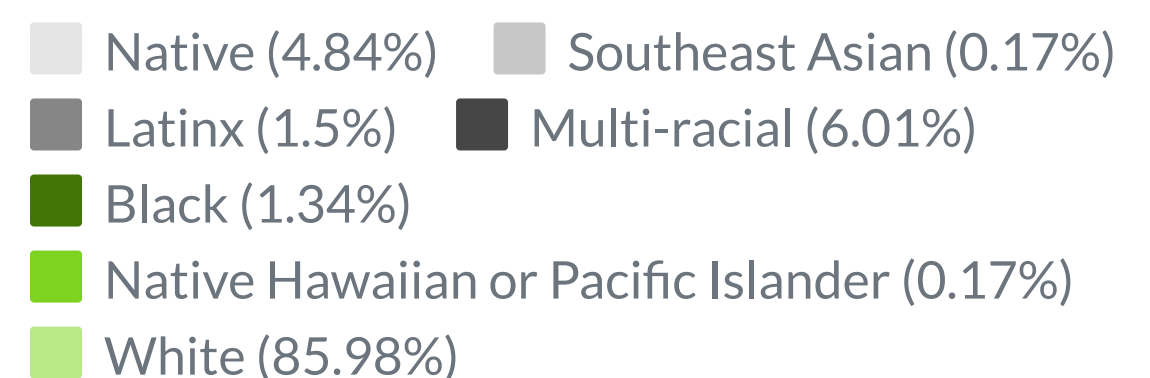 Native (4.84%) Southeast Asian (0.17%)
Latinx (1.5%) Multi-racial (6.01%)
Black (1.34%)
Native Hawaiian or Pacific Islander (0.17%)
White (85.98%)